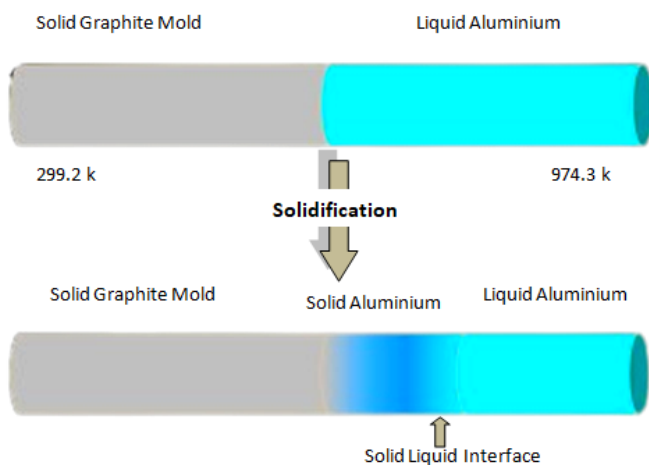 Solid Graphite Mold Liquid Aluminium
299.2 k 974.3 k
Solidification
Solid Graphite Mold Solid Aluminium Liquid Aluminium
Solid Liquid Interface